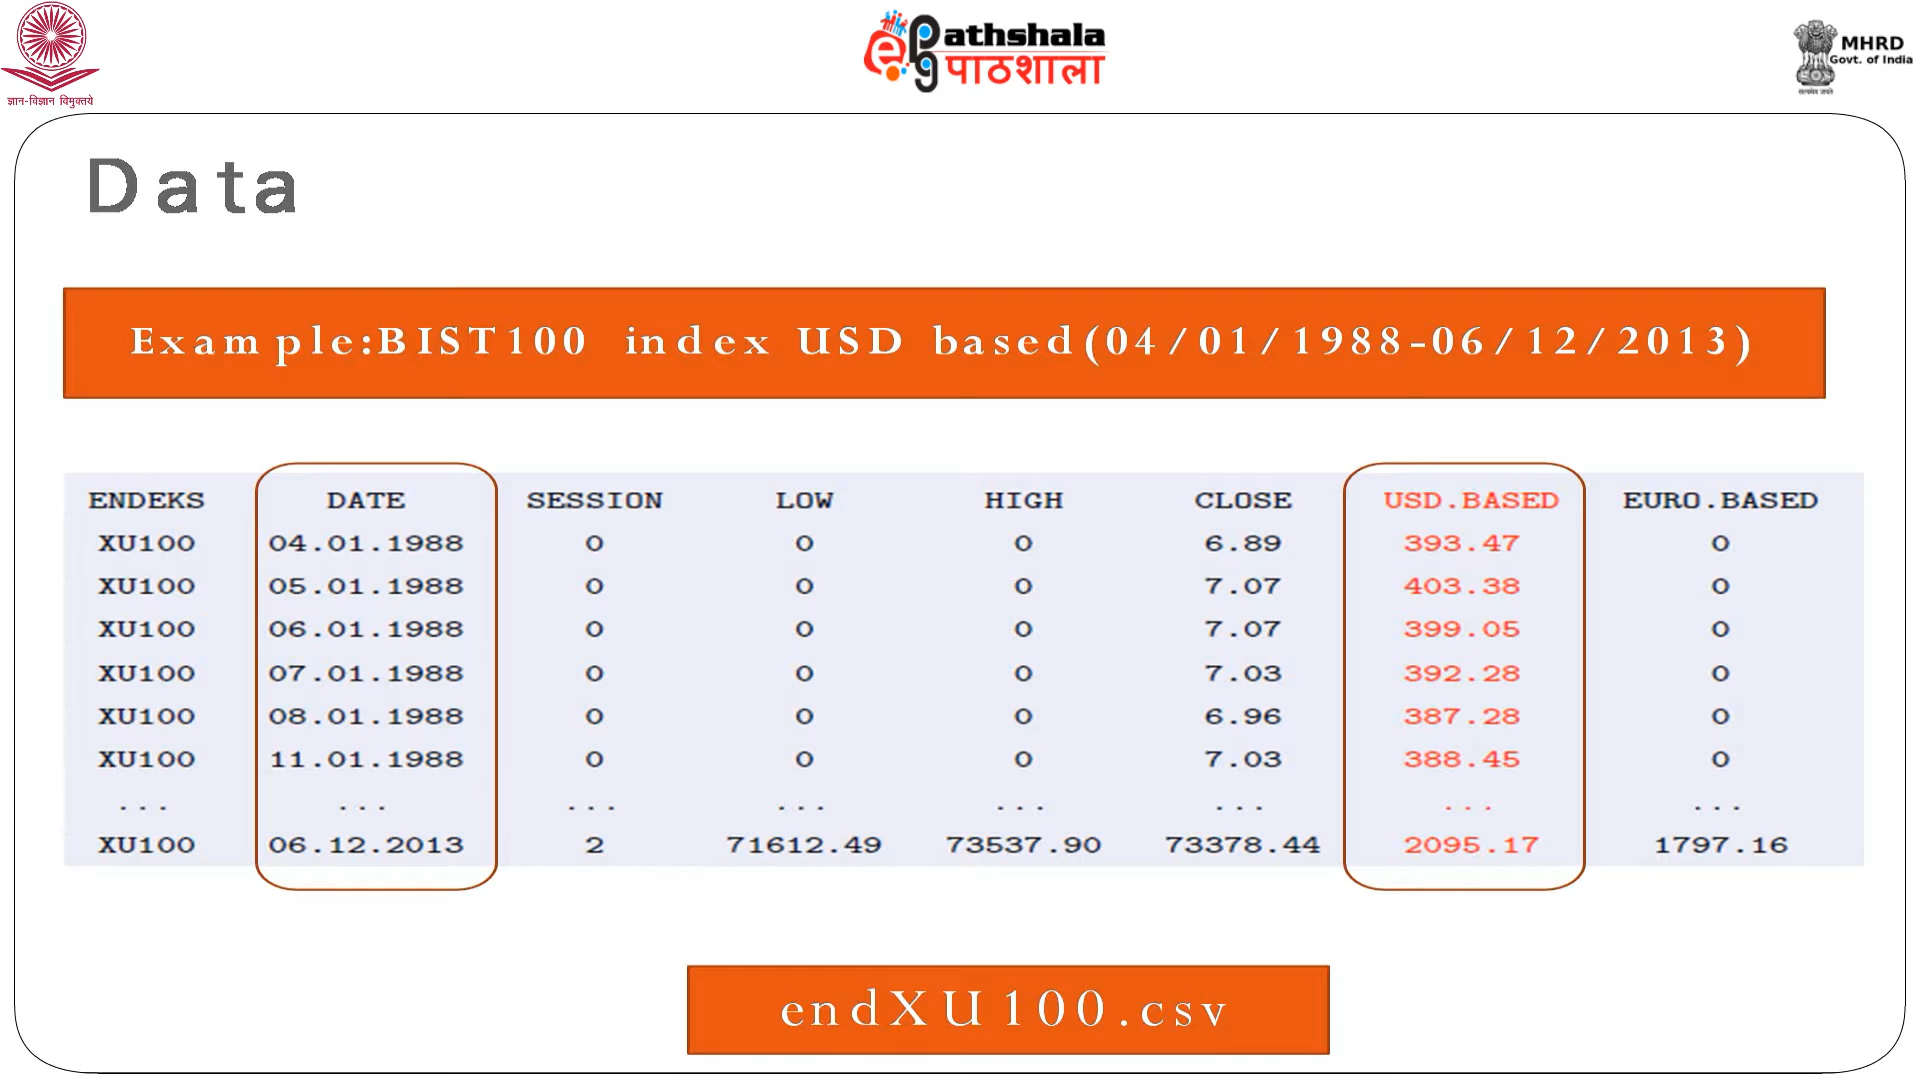 ज्ञान-विज्ञान विमुक्तये
ePg Pathshala
पाठशाला
MHRD
Govt. of India
सत्यमेव जयते
Data
Example:BIST100 index USD based(04/01/1988-06/12/2013)
ENDEKS DATE SESSION LOW HIGH CLOSE USD.BASED EURO.BASED
XU100 04.01.1988 0 0 0 6.89 393.47 0
XU100 05.01.1988 0 0 0 7.07 403.38 0
XU100 06.01.1988 0 0 0 7.07 399.05 0
XU100 07.01.1988 0 0 0 7.03 392.28 0
XU100 08.01.1988 0 0 0 6.96 387.28 0
XU100 11.01.1988 0 0 0 7.03 388.45 0
... ... ... ... ... ... ... ...
XU100 06.12.2013 2 71612.49 73537.90 73378.44 2095.17 1797.16
endXU100.csv